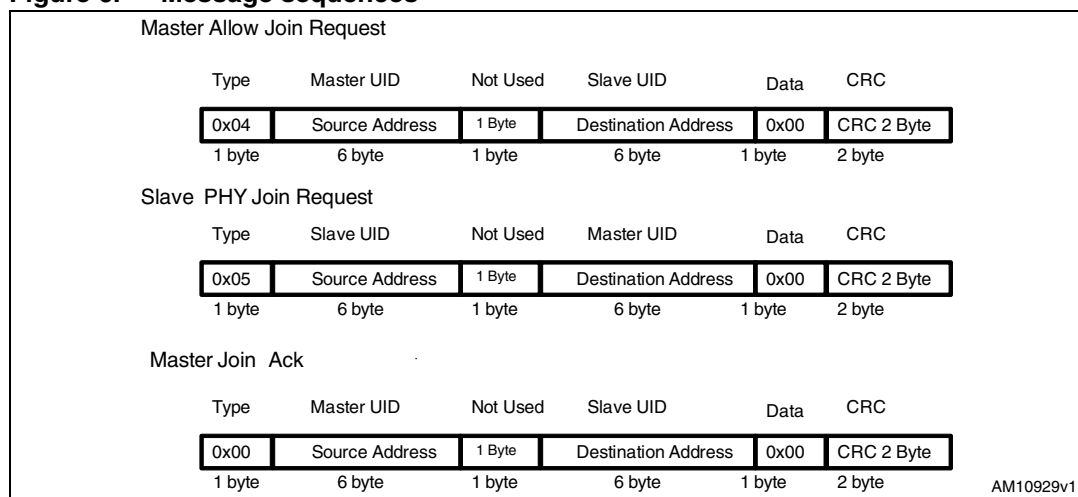 Master Allow Join Request
Type Master UID Not Used Slave UID Data CRC
0x04 Source Address 1 Byte Destination Address 0x00 CRC 2 Byte
1 byte 6 byte 1 byte 6 byte 1 byte 2 byte
Slave PHY Join Request
Type Slave UID Not Used Master UID Data CRC
0x05 Source Address 1 Byte Destination Address 0x00 CRC 2 Byte
1 byte 6 byte 1 byte 6 byte 1 byte 2 byte
Master Join Ack
Type Master UID Not Used Slave UID Data CRC
0x00 Source Address 1 Byte Destination Address 0x00 CRC 2 Byte
1 byte 6 byte 1 byte 6 byte 1 byte 2 byte
AM10929v1